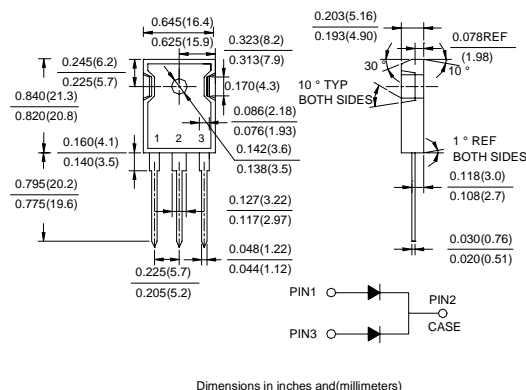 0.645(16.4)
0.625(15.9)
0.323(8.2)
0.313(7.9)
0.245(6.2)
0.225(5.7)
0.170(4.3)
0.840(21.3)
0.820(20.8)
0.086(2.18)
0.076(1.93)
1 2 3
0.160(4.1)
0.140(3.5)
0.142(3.6)
0.138(3.5)
0.795(20.2)
0.775(19.6)
0.127(3.22)
0.117(2.97)
0.048(1.22)
0.044(1.12)
0.225(5.7)
0.205(5.2)
0.203(5.16)
0.193(4.90)
0.078REF
(1.98)
30°
10°
10° TYP
BOTH SIDES
1° REF
BOTH SIDES
0.118(3.0)
0.108(2.7)
0.030(0.76)
0.020(0.51)
PIN1
PIN2
CASE
PIN3
Dimensions in inches and(millimeters)